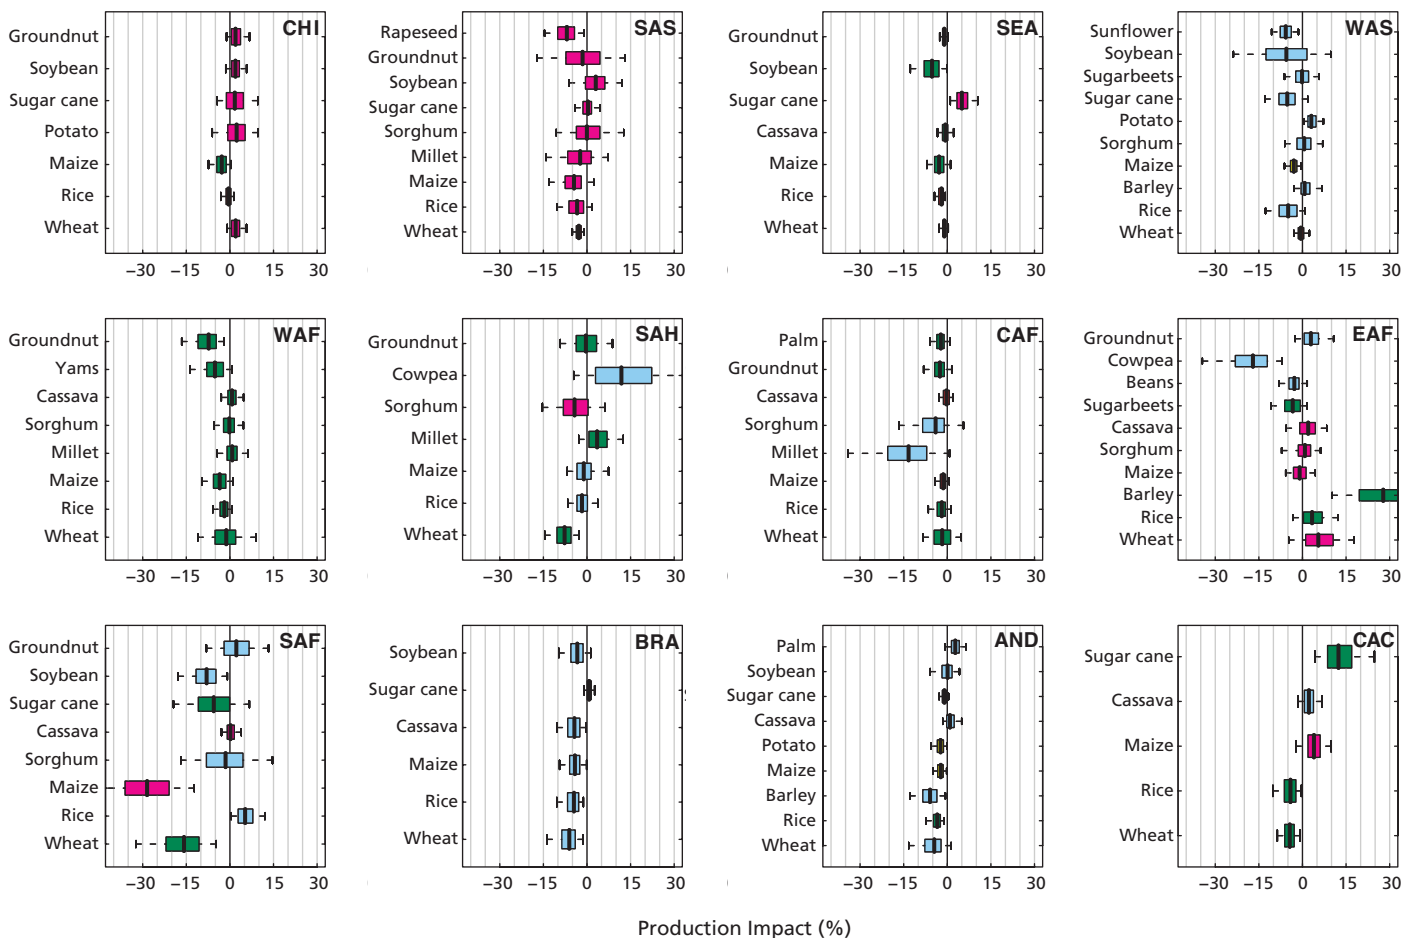 CHI
Groundnut
Soybean
Sugar cane
Potato
Maize
Rice
Wheat
−30 −15 0 15 30
SAS
Rapeseed
Groundnut
Soybean
Sugar cane
Sorghum
Millet
Maize
Rice
Wheat
−30 −15 0 15 30
SEA
Groundnut
Soybean
Sugar cane
Cassava
Maize
Rice
Wheat
−30 −15 0 15 30
WAS
Sunflower
Soybean
Sugarbeets
Sugar cane
Potato
Sorghum
Maize
Barley
Rice
Wheat
−30 −15 0 15 30
WAF
Groundnut
Yams
Cassava
Sorghum
Millet
Maize
Rice
Wheat
−30 −15 0 15 30
SAH
Groundnut
Cowpea
Sorghum
Millet
Maize
Rice
Wheat
−30 −15 0 15 30
CAF
Palm
Groundnut
Cassava
Sorghum
Millet
Maize
Rice
Wheat
−30 −15 0 15 30
EAF
Groundnut
Cowpea
Beans
Sugarbeets
Cassava
Sorghum
Maize
Barley
Rice
Wheat
−30 −15 0 15 30
SAF
Groundnut
Soybean
Sugar cane
Cassava
Sorghum
Maize
Rice
Wheat
−30 −15 0 15 30
BRA
Soybean
Sugar cane
Cassava
Maize
Rice
Wheat
−30 −15 0 15 30
AND
Palm
Soybean
Sugar cane
Cassava
Potato
Maize
Barley
Rice
Wheat
−30 −15 0 15 30
CAC
Sugar cane
Cassava
Maize
Rice
Wheat
−30 −15 0 15 30
Production Impact (%)